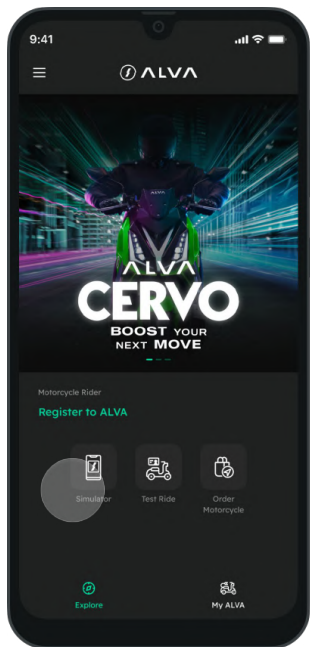 9:41
ALVA
ALVA
ALVA
CERVO
BOOST YOUR
NEXT MOVE
Motorcycle Rider
Register to ALVA
Simulator
Test Ride
Order
Motorcycle
Explore
My ALVA